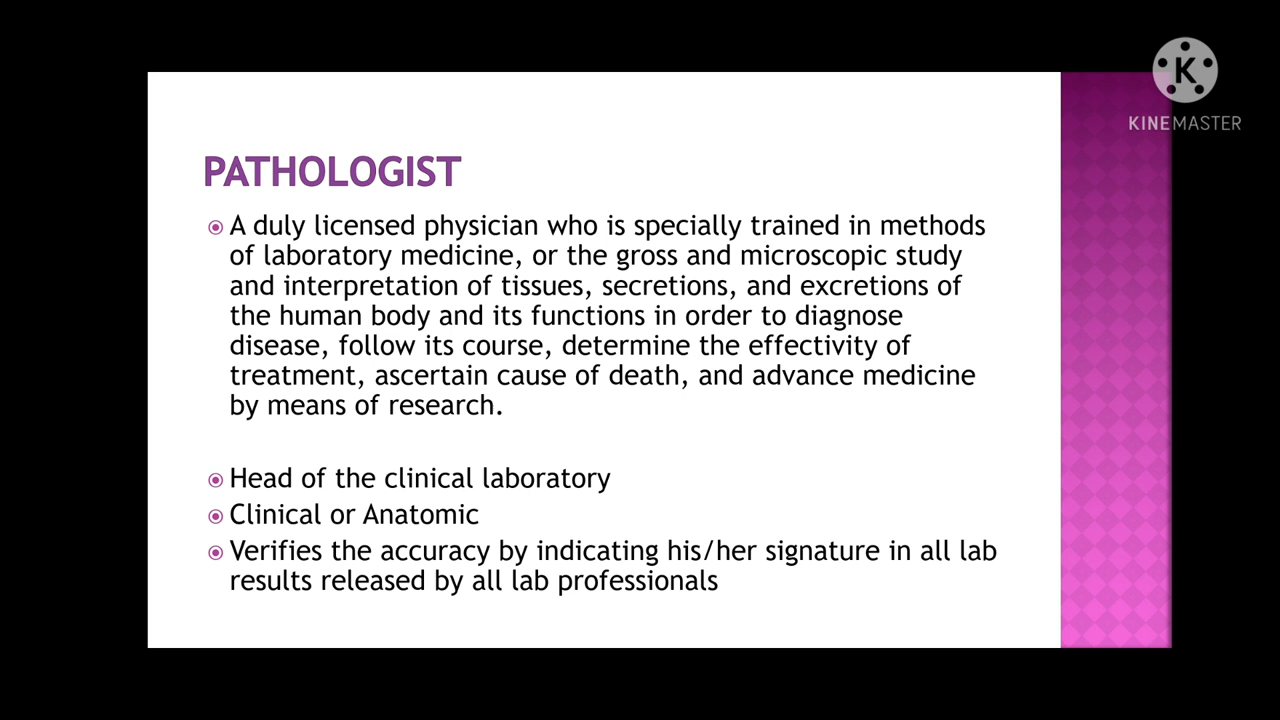 K
KINEMASTER
PATHOLOGIST
A duly licensed physician who is specially trained in methods
of laboratory medicine, or the gross and microscopic study
and interpretation of tissues, secretions, and excretions of
the human body and its functions in order to diagnose
disease, follow its course, determine the effectivity of
treatment, ascertain cause of death, and advance medicine
by means of research.
Head of the clinical laboratory
Clinical or Anatomic
Verifies the accuracy by indicating his/her signature in all lab
results released by all lab professionals